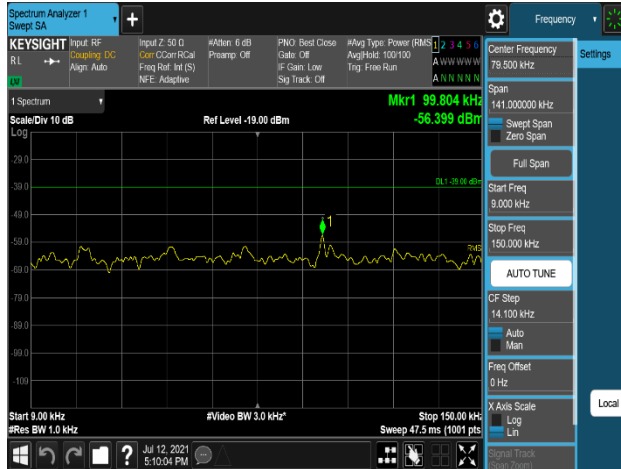 Spectrum Analyzer 1
Swept SA
+
Frequency
KEYSIGHT
Input: RF
Input Z: 50 Ω
#Atten: 6 dB
PNO: Best Close
#Avg Type: Power (RMS
1 2 3 4 5 6
RL
Coupling: DC
Corr CCorr RCal
Preamp: Off
Gate: Off
Avg|Hold: 100/100
A W W W W W
Align: Auto
Freq Ref: Int (S)
IF Gain: Low
Trig: Free Run
NFE: Adaptive
Sig Track: Off
A N N N N N
LXI
1 Spectrum
Mkr1 99.804 kHz
Scale/Div 10 dB
Ref Level -19.00 dBm
-56.399 dBm
Log
-29.0
DL1 -39.00 dBm
-39.0
-49.0
1
-59.0
RMS
-69.0
-79.0
-89.0
-99.0
-109
Start 9.00 kHz
#Video BW 3.0 kHz*
Stop 150.00 kHz
#Res BW 1.0 kHz
Sweep 47.5 ms (1001 pts
?
Jul 12, 2021
5:10:04 PM
Center Frequency
79.500 kHz
Settings
Span
141.000000 kHz
Swept Span
Zero Span
Full Span
Start Freq
9.000 kHz
Stop Freq
150.000 kHz
AUTO TUNE
CF Step
14.100 kHz
Auto
Man
Freq Offset
0 Hz
X Axis Scale
Log
Lin
Local
Signal Track
(Span Zoom)